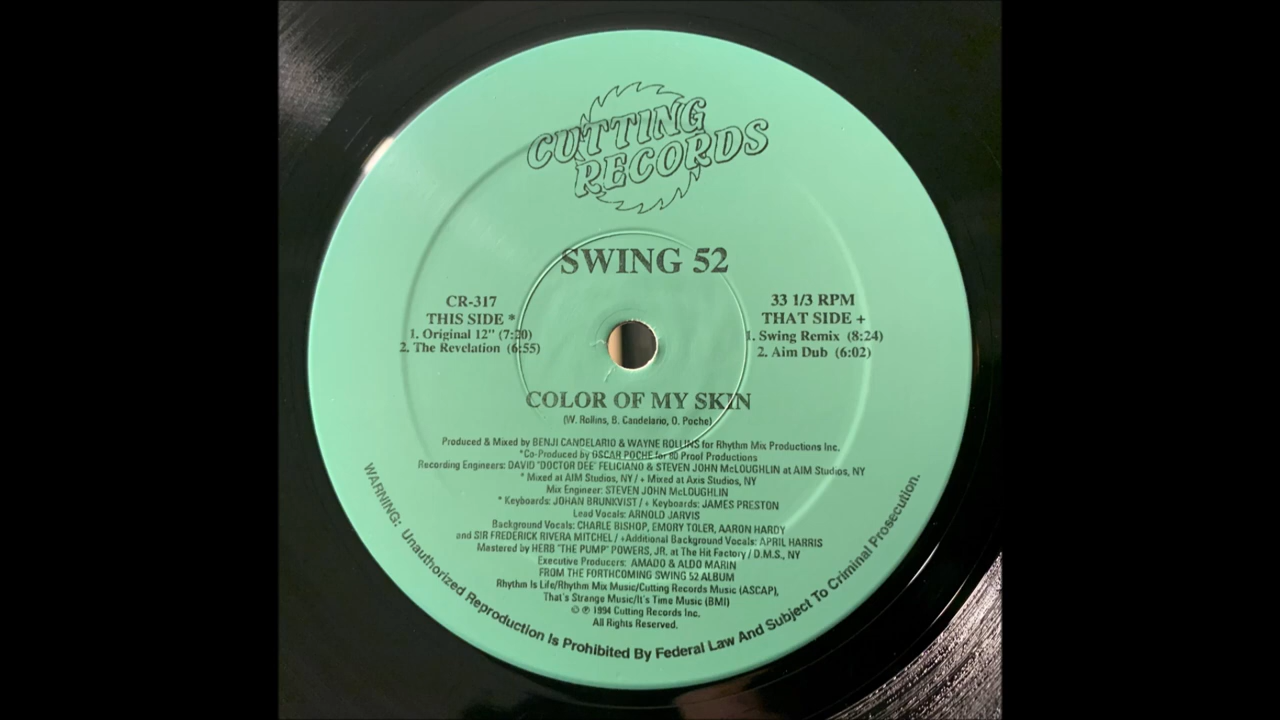 CUTTING
RECORDS
SWING 52
CR-317
THIS SIDE *
1. Original 12" (7:20)
2. The Revelation (6:55)
33 1/3 RPM
THAT SIDE +
1. Swing Remix (8:24)
2. Aim Dub (6:02)
COLOR OF MY SKIN
(W. Rollins, B. Candelario, O. Poche)
Produced & Mixed by BENJI CANDELARIO & WAYNE ROLLINS for Rhythm Mix Productions Inc.
*Co-Produced by OSCAR POCHE for 80 Proof Productions
Recording Engineers: DAVID "DOCTOR DEE" FELICIANO & STEVEN JOHN McLOUGHLIN at AIM Studios, NY
* Mixed at AIM Studios, NY / + Mixed at Axis Studios, NY
Mix Engineer: STEVEN JOHN McLOUGHLIN
* Keyboards: JOHAN BRUNKVIST / + Keyboards: JAMES PRESTON
Lead Vocals: ARNOLD JARVIS
Background Vocals: CHARLE BISHOP, EMORY TOLER, AARON HARDY
and SIR FREDERICK RIVERA MITCHEL / +Additional Background Vocals: APRIL HARRIS
Mastered by HERB "THE PUMP" POWERS, JR. at The Hit Factory / D.M.S., NY
Executive Producers: AMADO & ALDO MARIN
FROM THE FORTHCOMING SWING 52 ALBUM
Rhythm Is Life/Rhythm Mix Music/Cutting Records Music (ASCAP),
That's Strange Music/It's Time Music (BMI)
© ℗ 1994 Cutting Records Inc.
All Rights Reserved.
WARNING: Unauthorized Reproduction Is Prohibited By Federal Law And Subject To Criminal Prosecution.